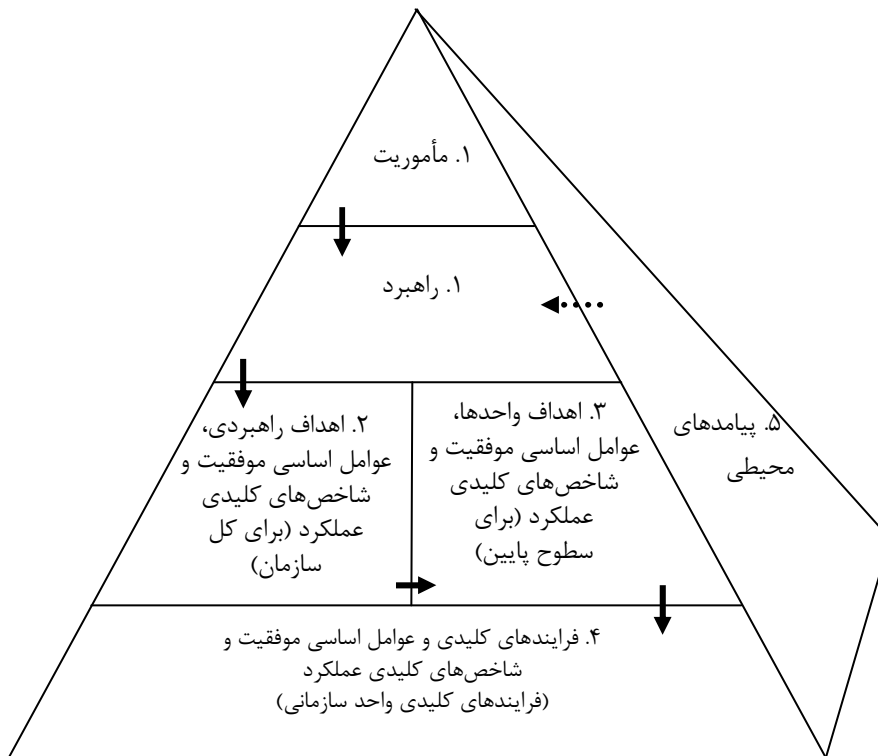 ۱. مأموریت
۱. راهبرد
۲. اهداف راهبردی،
عوامل اساسی موفقیت و
شاخص‌های کلیدی
عملکرد (برای کل
سازمان)
۳. اهداف واحدها،
عوامل اساسی موفقیت و
شاخص‌های کلیدی
عملکرد (برای
سطوح پایین)
۴. فرایندهای کلیدی و عوامل اساسی موفقیت و
شاخص‌های کلیدی عملکرد
(فرایندهای کلیدی واحد سازمانی)
۵. پیامدهای
محیطی